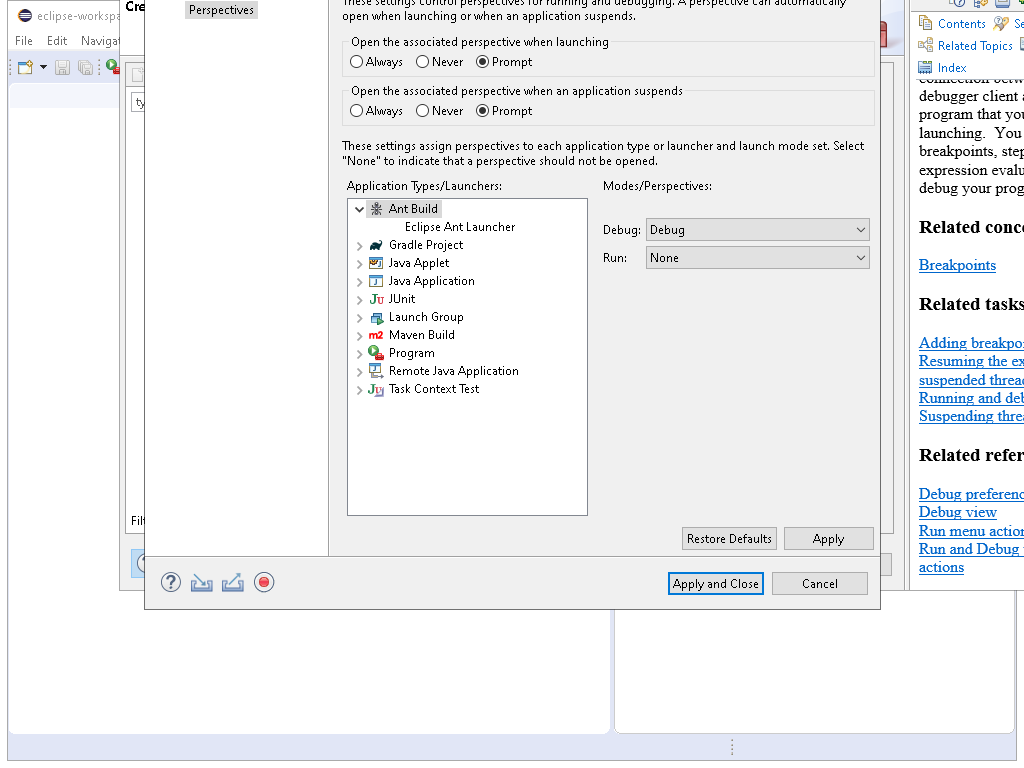 eclipse-workspa
Cre
File Edit Navigat
ty
Filt
Perspectives
These settings control perspectives for running and debugging. A perspective can automatically
open when launching or when an application suspends.
Open the associated perspective when launching
Always Never Prompt
Open the associated perspective when an application suspends
Always Never Prompt
These settings assign perspectives to each application type or launcher and launch mode set. Select
"None" to indicate that a perspective should not be opened.
Application Types/Launchers:
Modes/Perspectives:
Ant Build
Eclipse Ant Launcher
Gradle Project
Java Applet
Java Application
JUnit
Launch Group
m2 Maven Build
Program
Remote Java Application
Task Context Test
Debug: Debug
Run: None
Restore Defaults Apply
Apply and Close Cancel
Contents Se
Related Topics
Index
connection betw
debugger client a
program that you
launching. You
breakpoints, step
expression evalu
debug your prog
Related conce
Breakpoints
Related tasks
Adding breakpoi
Resuming the ex
suspended thread
Running and deb
Suspending threa
Related refer
Debug preferenc
Debug view
Run menu action
Run and Debug
actions